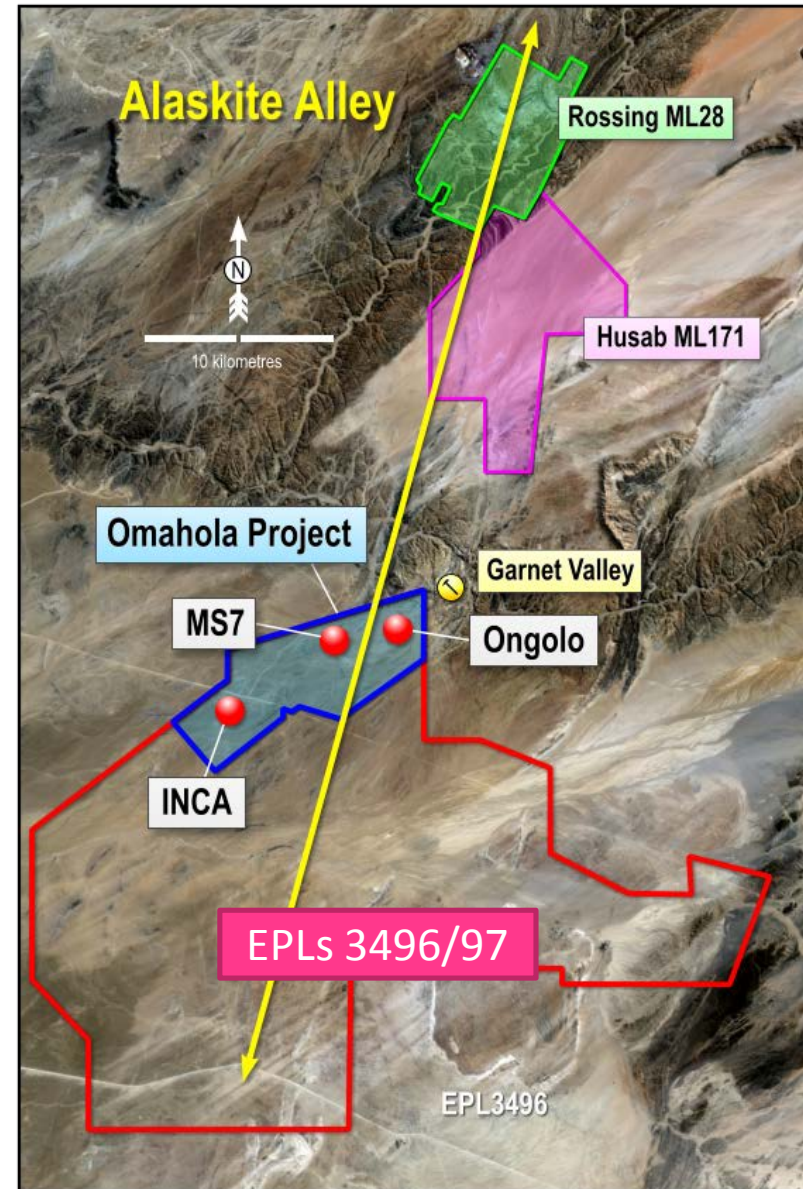 Alaskite Alley
Rossing ML28
N
10 kilometres
Husab ML171
Omahola Project
Garnet Valley
MS7
Ongolo
INCA
EPLs 3496/97
EPL3496